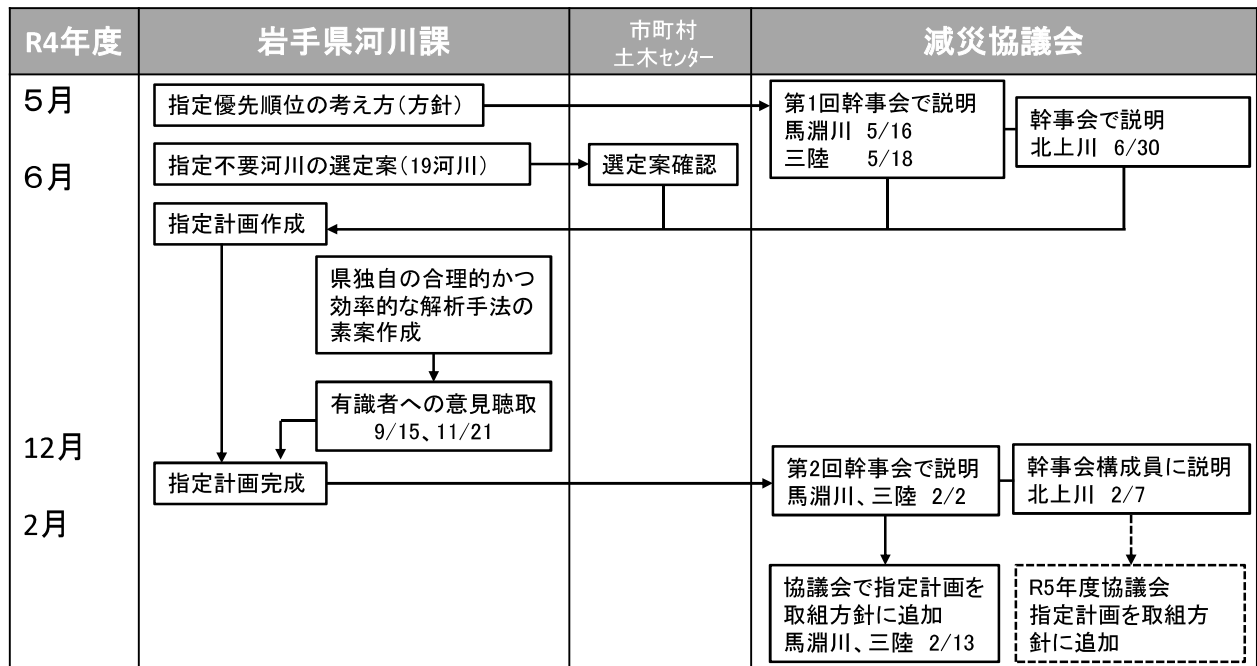 R4年度
岩手県河川課
市町村
土木センター
減災協議会
5月
指定優先順位の考え方(方針)
第1回幹事会で説明
馬淵川 5/16
三陸 5/18
幹事会で説明
北上川 6/30
6月
指定不要河川の選定案(19河川)
選定案確認
指定計画作成
県独自の合理的かつ
効率的な解析手法の
素案作成
有識者への意見聴取
9/15、11/21
12月
指定計画完成
第2回幹事会で説明
馬淵川、三陸 2/2
幹事会構成員に説明
北上川 2/7
2月
協議会で指定計画を
取組方針に追加
馬淵川、三陸 2/13
R5年度協議会
指定計画を取組方
針に追加